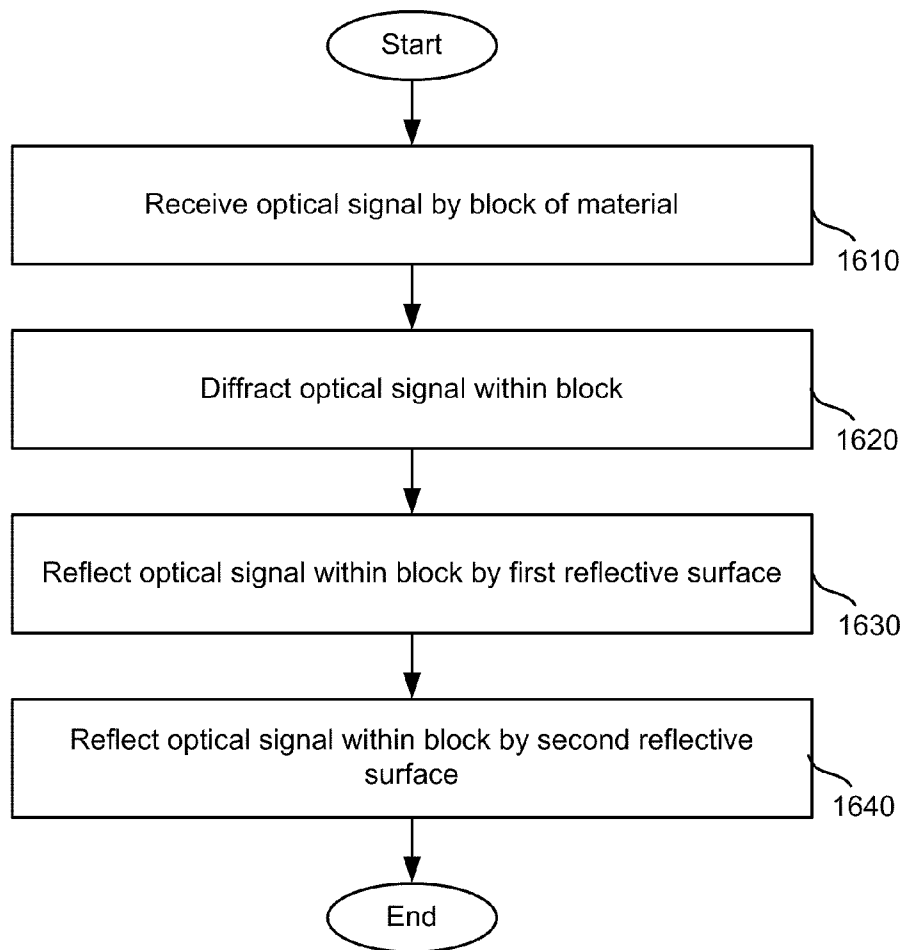 Start
Receive optical signal by block of material
1610
Diffract optical signal within block
1620
Reflect optical signal within block by first reflective surface
1630
Reflect optical signal within block by second reflective
surface
1640
End